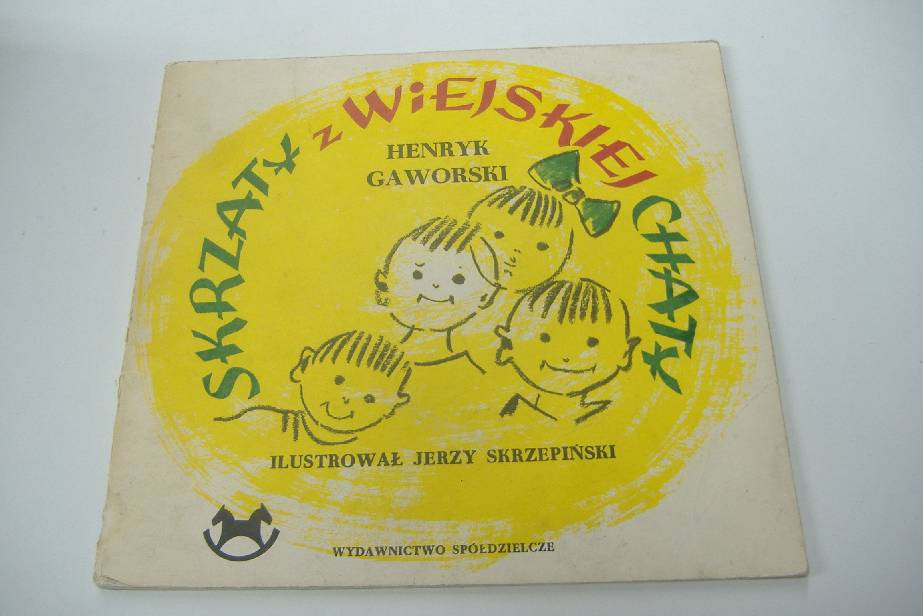 SKRZATY z WiEJSKIEJ CHATY
HENRYK
GAWORSKI
ILUSTROWAŁ JERZY SKRZEPIŃSKI
WYDAWNICTWO SPÓŁDZIELCZE